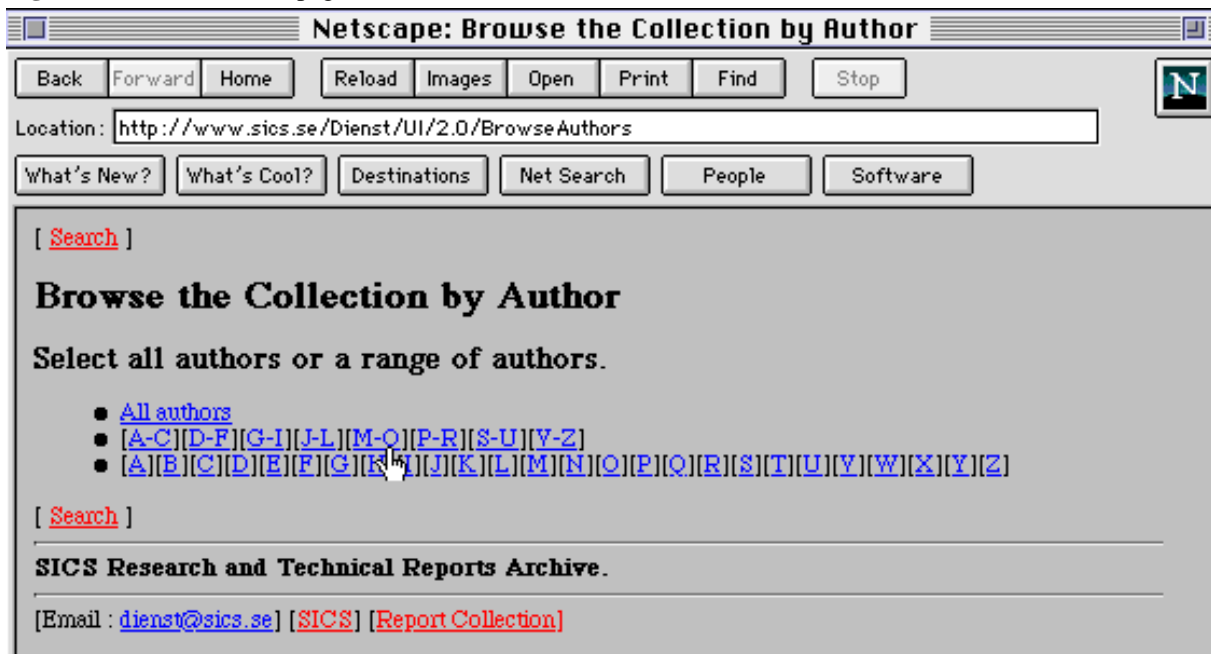 Netscape: Browse the Collection by Author
Back Forward Home Reload Images Open Print Find Stop
N
Location: http://www.sics.se/Dienst/UI/2.0/BrowseAuthors
What's New? What's Cool? Destinations Net Search People Software
[ Search ]
Browse the Collection by Author
Select all authors or a range of authors.
All authors
[A-C][D-F][G-I][J-L][M-O][P-R][S-U][V-Z]
[A][B][C][D][E][F][G][H][I][J][K][L][M][N][O][P][Q][R][S][T][U][V][W][X][Y][Z]
[ Search ]
SICS Research and Technical Reports Archive.
[Email : dienst@sics.se] [SICS] [Report Collection]